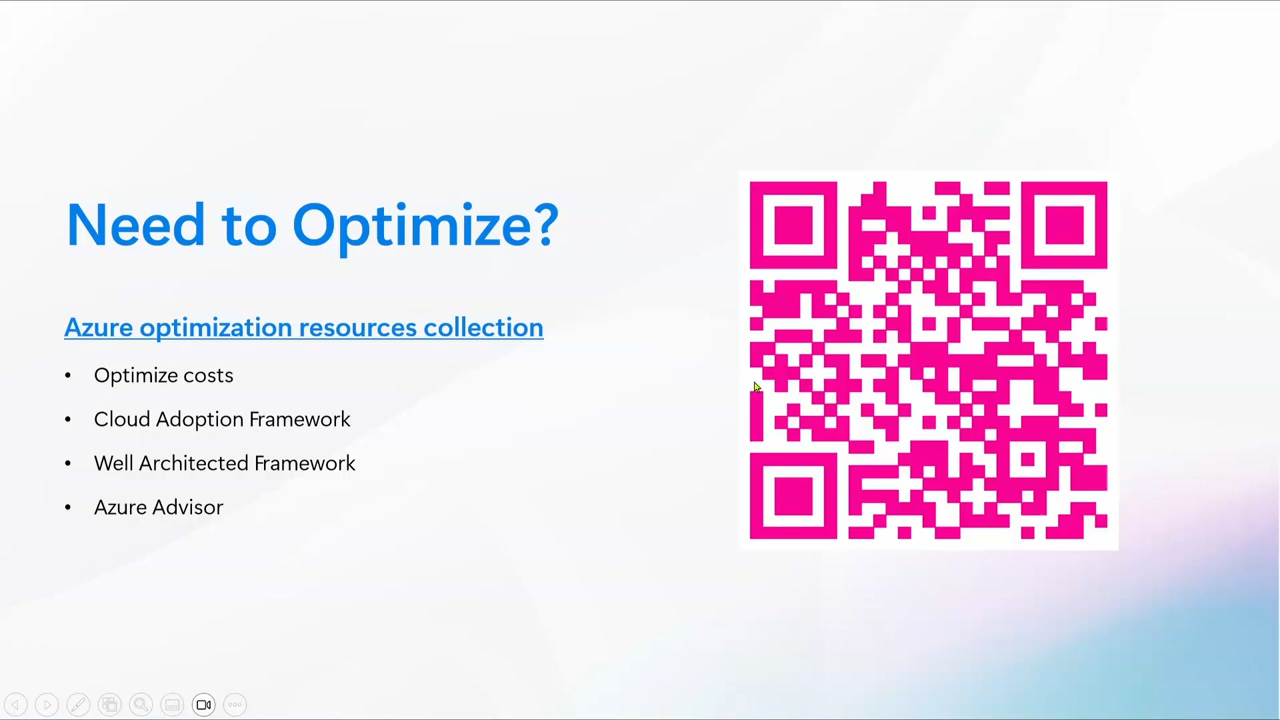 Need to Optimize?
Azure optimization resources collection
• Optimize costs
• Cloud Adoption Framework
• Well Architected Framework
• Azure Advisor